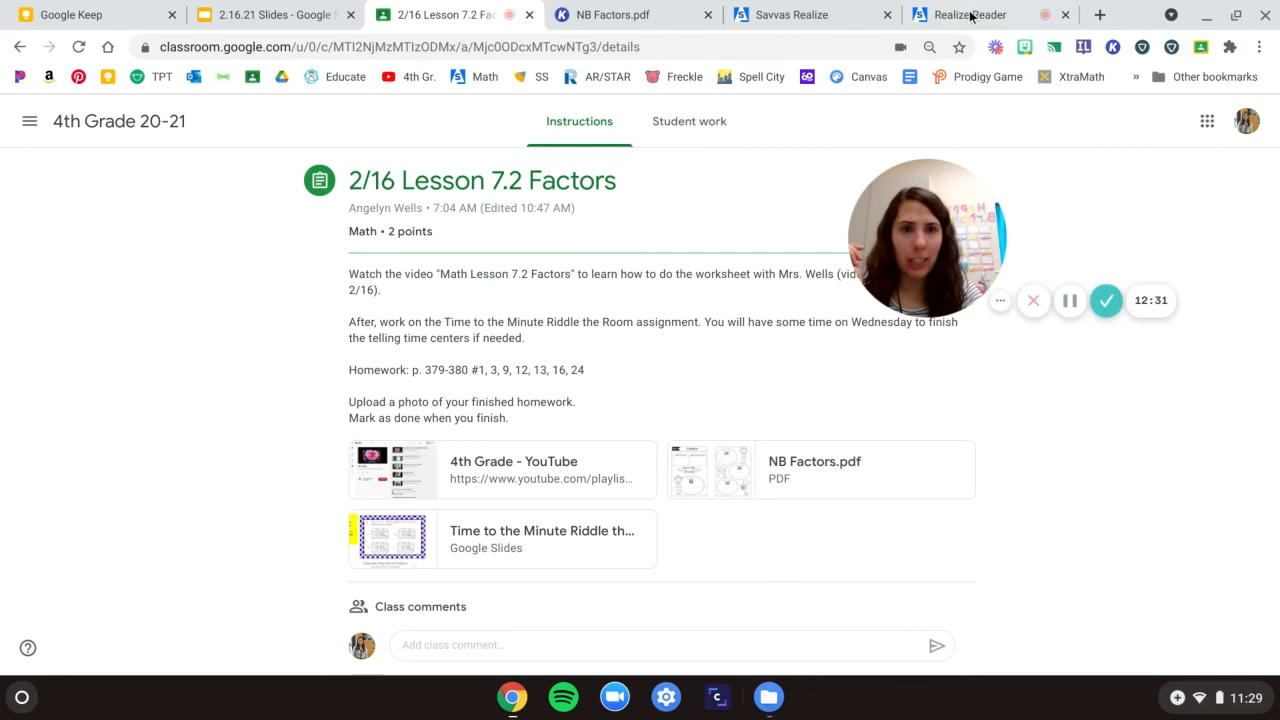 Google Keep
2.16.21 Slides - Google S
2/16 Lesson 7.2 Fac
NB Factors.pdf
Savvas Realize
Realize Reader
classroom.google.com/u/0/c/MTI2NjMzMTIzODMx/a/Mjc0ODcxMTcwNTg3/details
TPT
Educate
4th Gr.
Math
SS
AR/STAR
Freckle
Spell City
Canvas
Prodigy Game
XtraMath
»
Other bookmarks
4th Grade 20-21
Instructions
Student work
2/16 Lesson 7.2 Factors
Angelyn Wells • 7:04 AM (Edited 10:47 AM)
Math • 2 points
Watch the video "Math Lesson 7.2 Factors" to learn how to do the worksheet with Mrs. Wells (vid
2/16).
12:31
After, work on the Time to the Minute Riddle the Room assignment. You will have some time on Wednesday to finish
the telling time centers if needed.
Homework: p. 379-380 #1, 3, 9, 12, 13, 16, 24
Upload a photo of your finished homework.
Mark as done when you finish.
4th Grade - YouTube
https://www.youtube.com/playlis...
NB Factors.pdf
PDF
Time to the Minute Riddle th...
Google Slides
Class comments
Add class comment...
11:29